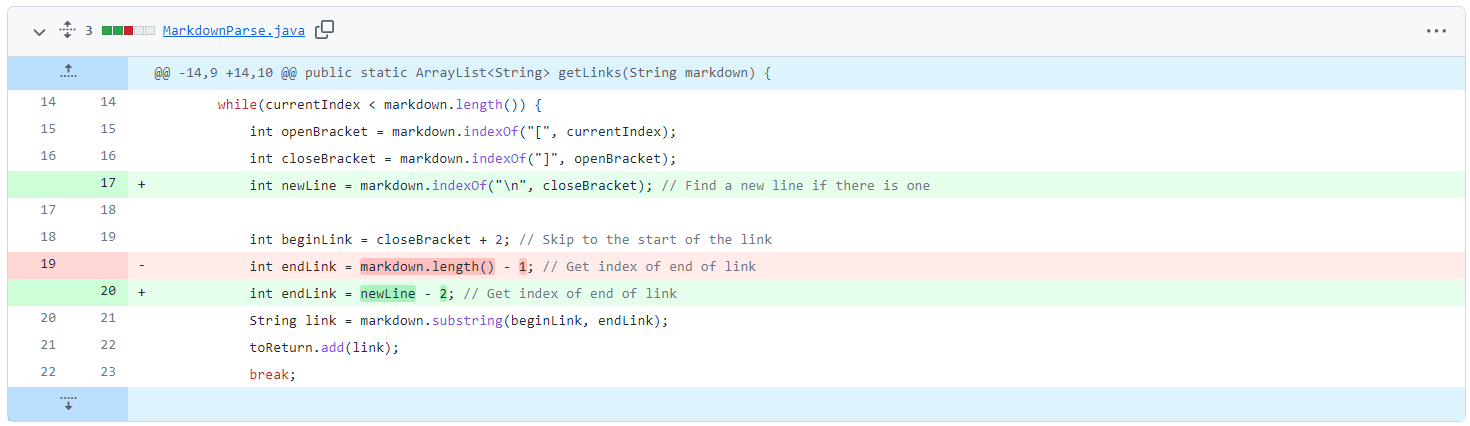 3 MarkdownParse.java
@@ -14,9 +14,10 @@ public static ArrayList<String> getLinks(String markdown) {
14 14 while(currentIndex < markdown.length()) {
15 15 int openBracket = markdown.indexOf("[", currentIndex);
16 16 int closeBracket = markdown.indexOf("]", openBracket);
17 + int newLine = markdown.indexOf("\n", closeBracket); // Find a new line if there is one
17 18
18 19 int beginLink = closeBracket + 2; // Skip to the start of the link
19 - int endLink = markdown.length() - 1; // Get index of end of link
20 + int endLink = newLine - 2; // Get index of end of link
20 21 String link = markdown.substring(beginLink, endLink);
21 22 toReturn.add(link);
22 23 break;